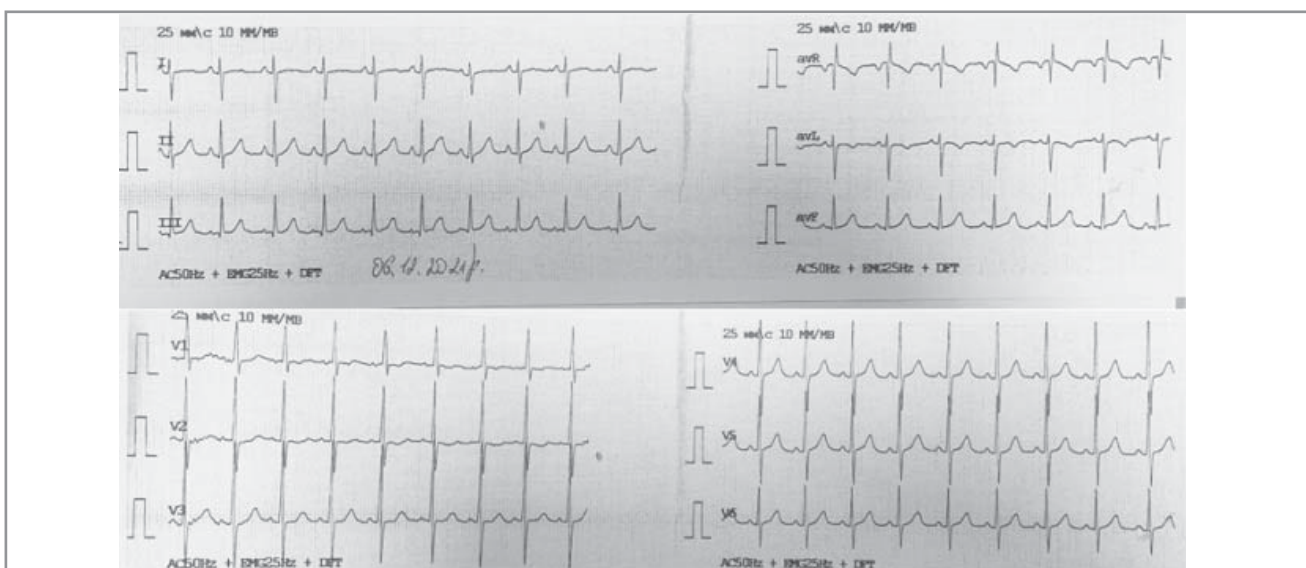 25 мм\с 10 ММ/МВ
I
II
III
AC50Hz + EMG25Hz + DFT 06.12.2021р.
25 мм\с 10 ММ/МВ
avR
avL
avF
AC50Hz + EMG25Hz + DFT
25 мм\с 10 ММ/МВ
V1
V2
V3
AC50Hz + EMG25Hz + DFT
25 мм\с 10 ММ/МВ
V4
V5
V6
AC50Hz + EMG25Hz + DFT